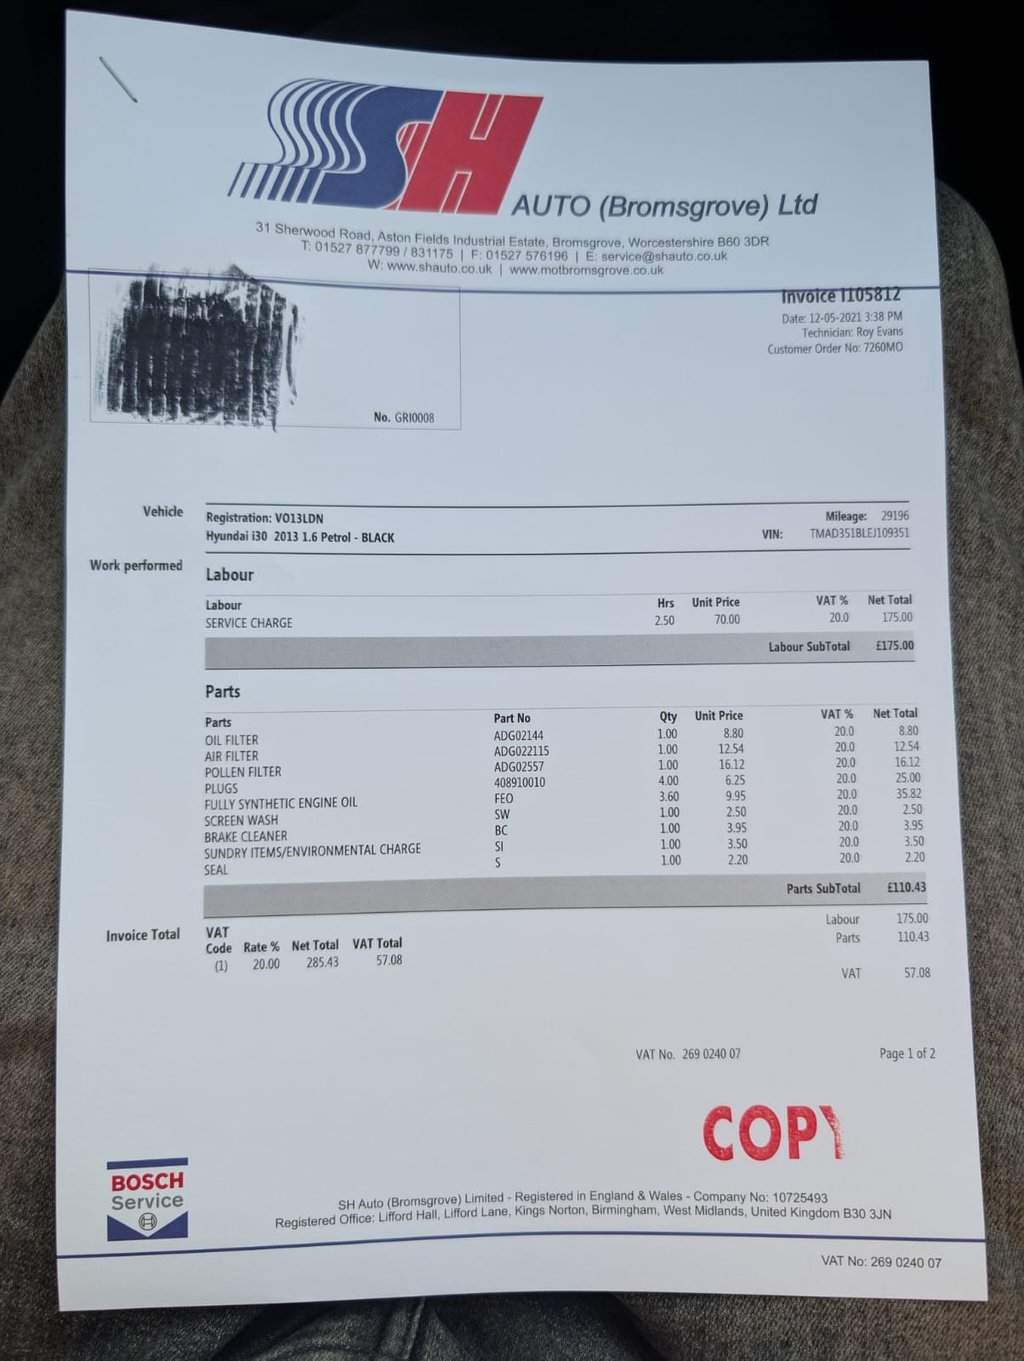 SH
AUTO (Bromsgrove) Ltd
31 Sherwood Road, Aston Fields Industrial Estate, Bromsgrove, Worcestershire B60 3DR
T: 01527 877799 / 831175 | F: 01527 576196 | E: service@shauto.co.uk
W: www.shauto.co.uk | www.motbromsgrove.co.uk
Invoice I105812
Date: 12-05-2021 3:38 PM
Technician: Roy Evans
Customer Order No: 7260MO
No. GRI0008
Vehicle
Registration: VO13LDN Mileage: 29196
Hyundai i30 2013 1.6 Petrol - BLACK VIN: TMAD351BLEJ109351
Work performed
Labour
Labour Hrs Unit Price VAT % Net Total
SERVICE CHARGE 2.50 70.00 20.0 175.00
Labour SubTotal £175.00
Parts
Parts Part No Qty Unit Price VAT % Net Total
OIL FILTER ADG02144 1.00 8.80 20.0 8.80
AIR FILTER ADG022115 1.00 12.54 20.0 12.54
POLLEN FILTER ADG02557 1.00 16.12 20.0 16.12
PLUGS 408910010 4.00 6.25 20.0 25.00
FULLY SYNTHETIC ENGINE OIL FEO 3.60 9.95 20.0 35.82
SCREEN WASH SW 1.00 2.50 20.0 2.50
BRAKE CLEANER BC 1.00 3.95 20.0 3.95
SUNDRY ITEMS/ENVIRONMENTAL CHARGE SI 1.00 3.50 20.0 3.50
SEAL S 1.00 2.20 20.0 2.20
Parts SubTotal £110.43
Invoice Total
VAT
Code Rate % Net Total VAT Total
(1) 20.00 285.43 57.08
Labour 175.00
Parts 110.43
VAT 57.08
VAT No. 269 0240 07 Page 1 of 2
COPY
BOSCH
Service
SH Auto (Bromsgrove) Limited - Registered in England & Wales - Company No: 10725493
Registered Office: Lifford Hall, Lifford Lane, Kings Norton, Birmingham, West Midlands, United Kingdom B30 3JN
VAT No: 269 0240 07